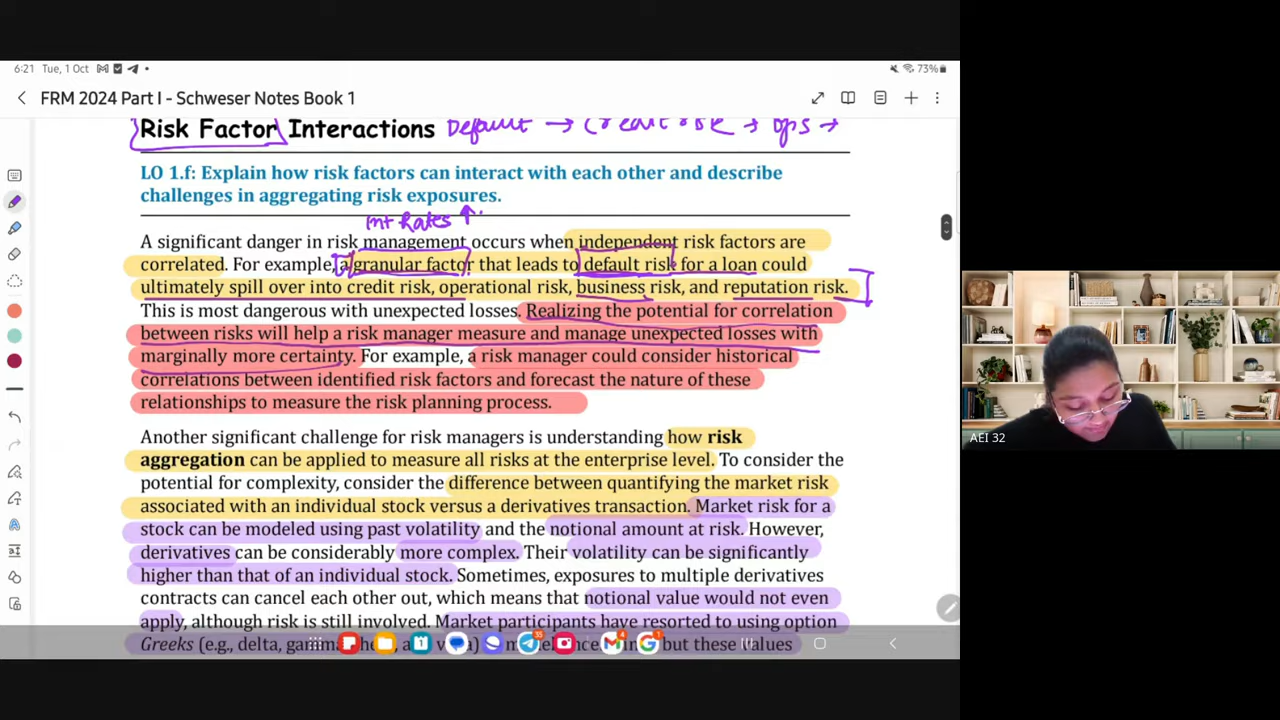 6:21 Tue, 1 Oct
73%
FRM 2024 Part I - Schweser Notes Book 1
Risk Factor Interactions Default → Credit risk → ops →
LO 1.f: Explain how risk factors can interact with each other and describe
challenges in aggregating risk exposures.
Int Rates ↑
A significant danger in risk management occurs when independent risk factors are
correlated. For example, a granular factor that leads to default risk for a loan could
ultimately spill over into credit risk, operational risk, business risk, and reputation risk.
This is most dangerous with unexpected losses. Realizing the potential for correlation
between risks will help a risk manager measure and manage unexpected losses with
marginally more certainty. For example, a risk manager could consider historical
correlations between identified risk factors and forecast the nature of these
relationships to measure the risk planning process.
Another significant challenge for risk managers is understanding how risk
aggregation can be applied to measure all risks at the enterprise level. To consider the
potential for complexity, consider the difference between quantifying the market risk
associated with an individual stock versus a derivatives transaction. Market risk for a
stock can be modeled using past volatility and the notional amount at risk. However,
derivatives can be considerably more complex. Their volatility can be significantly
higher than that of an individual stock. Sometimes, exposures to multiple derivatives
contracts can cancel each other out, which means that notional value would not even
apply, although risk is still involved. Market participants have resorted to using option
Greeks (e.g., delta, but these values
AEI 32